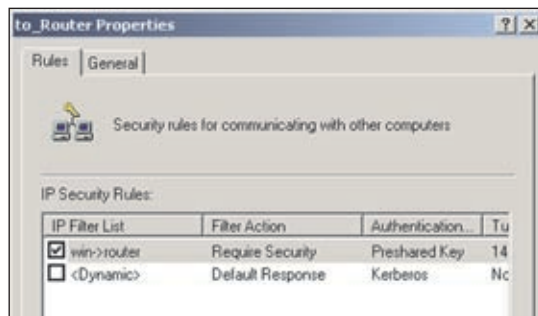 to_Router Properties
Rules General
Security rules for communicating with other computers
IP Security Rules:
IP Filter List Filter Action Authentication... Tu
win->router Require Security Preshared Key 14
<Dynamic> Default Response Kerberos Nc